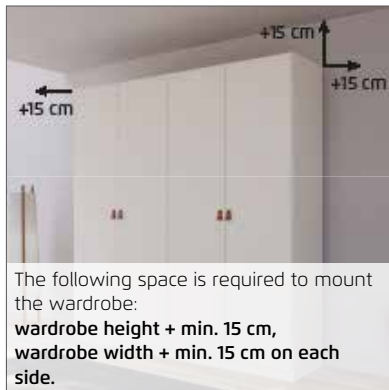 +15 cm
+15 cm
+15 cm
The following space is required to mount
the wardrobe:
wardrobe height + min. 15 cm,
wardrobe width + min. 15 cm on each
side.